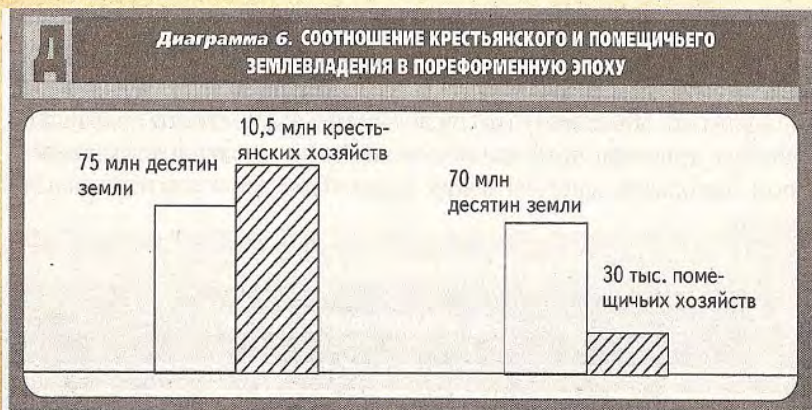 Д
Диаграмма 6. СООТНОШЕНИЕ КРЕСТЬЯНСКОГО И ПОМЕЩИЧЬЕГО
ЗЕМЛЕВЛАДЕНИЯ В ПОРЕФОРМЕННУЮ ЭПОХУ
75 млн десятин
земли
10,5 млн кресть-
янских хозяйств
70 млн
десятин земли
30 тыс. поме-
щичьих хозяйств